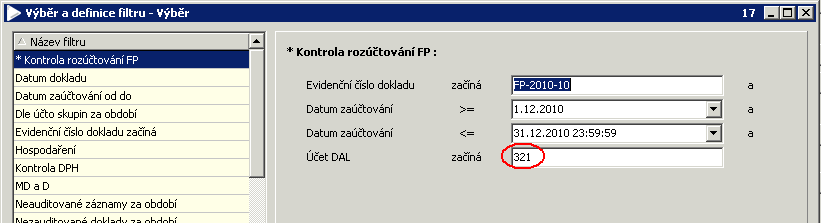 Výběr a definice filtru - Výběr 17
Název filtru
* Kontrola rozúčtování FP
Datum dokladu
Datum zaúčtování od do
Dle účto skupin za období
Evidenční číslo dokladu začíná
Hospodaření
Kontrola DPH
MD a D
Neauditované záznamy za období
Nezaúčtované doklady za období
* Kontrola rozúčtování FP :
Evidenční číslo dokladu začíná FP-2010-10 a
Datum zaúčtování >= 1.12.2010 a
Datum zaúčtování <= 31.12.2010 23:59:59 a
Účet DAL začíná 321